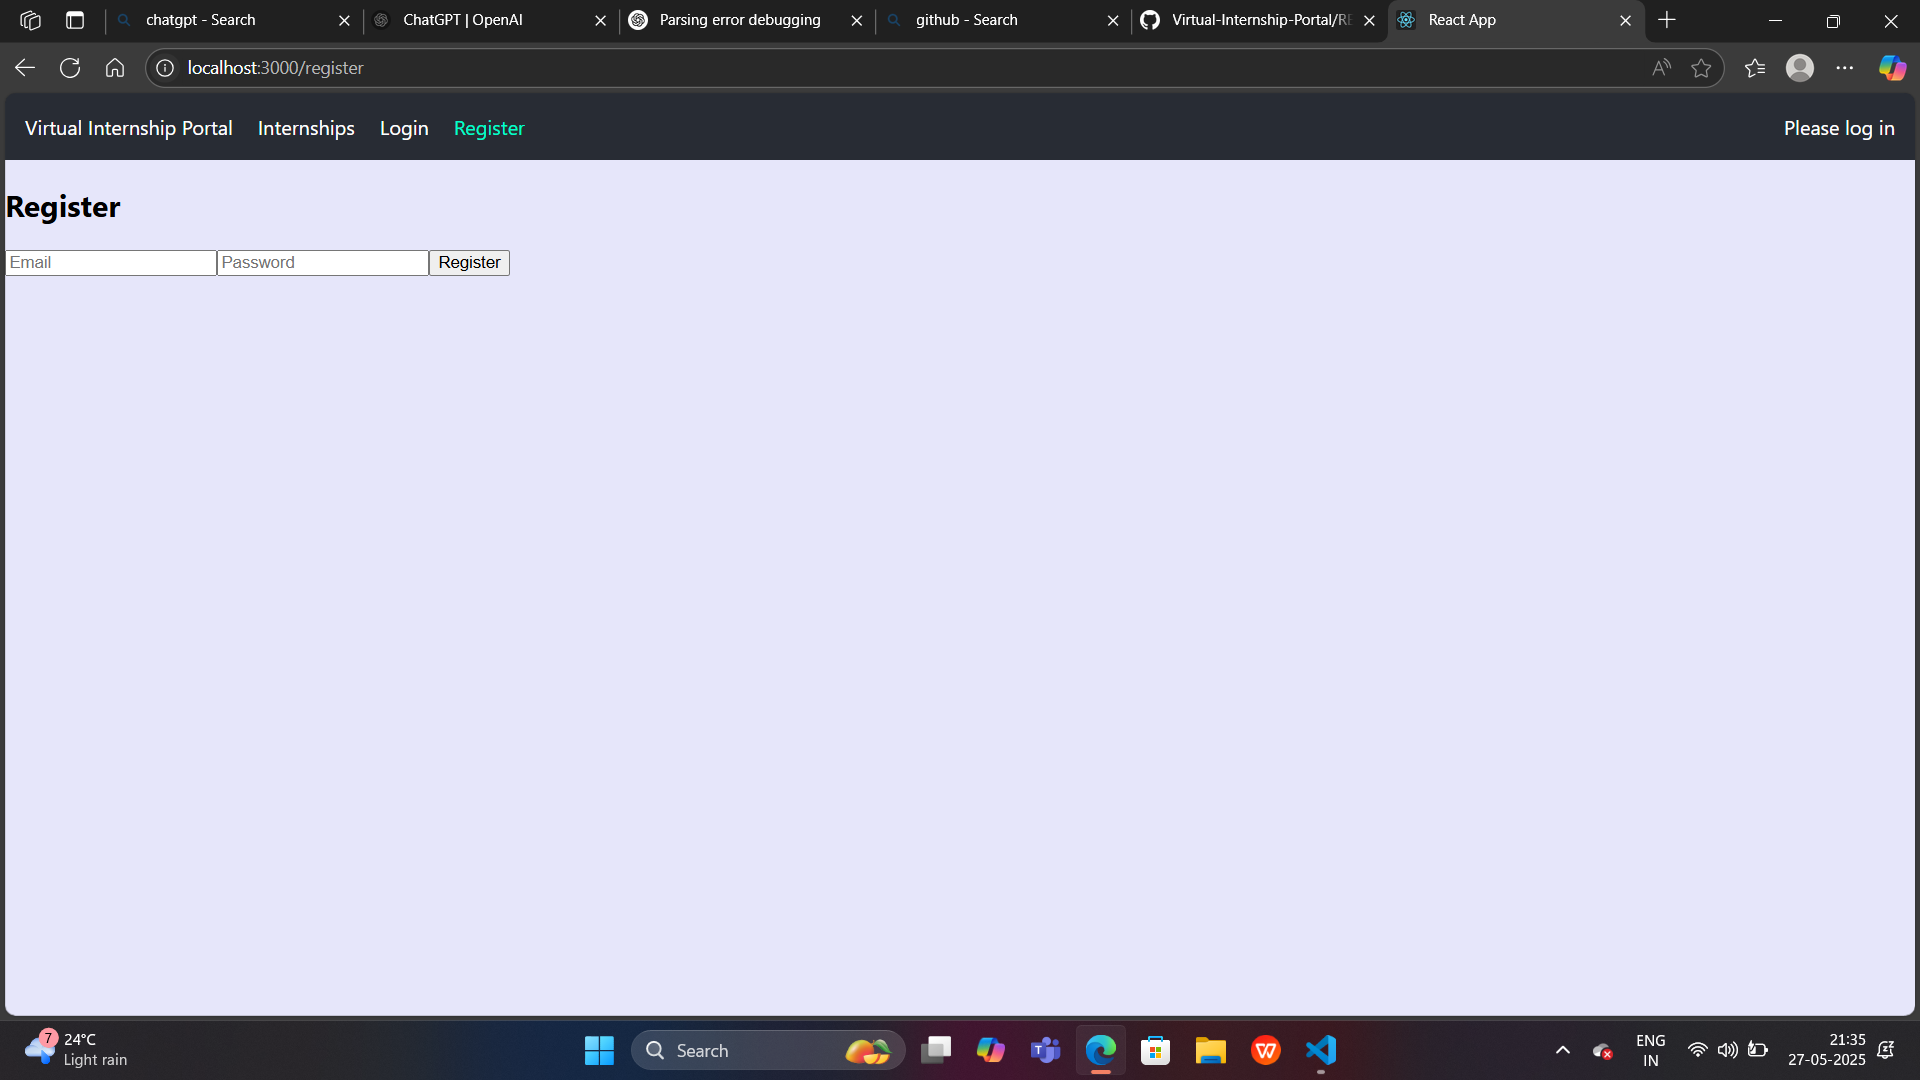 chatgpt - Search
ChatGPT | OpenAI
Parsing error debugging
github - Search
Virtual-Internship-Portal/RE
React App
localhost:3000/register
Virtual Internship Portal Internships Login Register Please log in
Register
Email Password Register
7 24°C
Light rain
Search
ENG
IN
21:35
27-05-2025